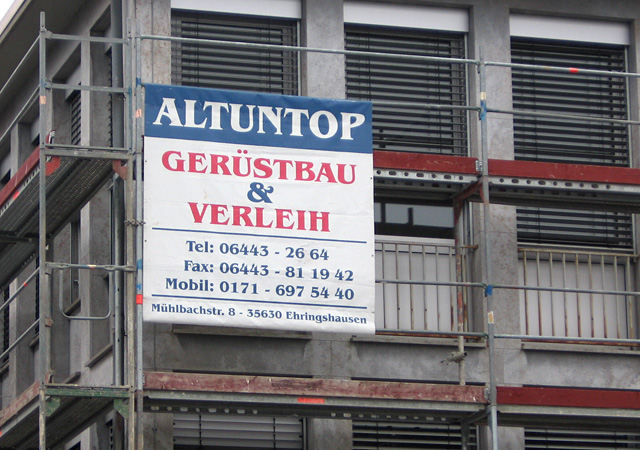 ALTUNTOP
GERÜSTBAU
&
VERLEIH
Tel: 06443 - 26 64
Fax: 06443 - 81 19 42
Mobil: 0171 - 697 54 40
Mühlbachstr. 8 - 35630 Ehringshausen